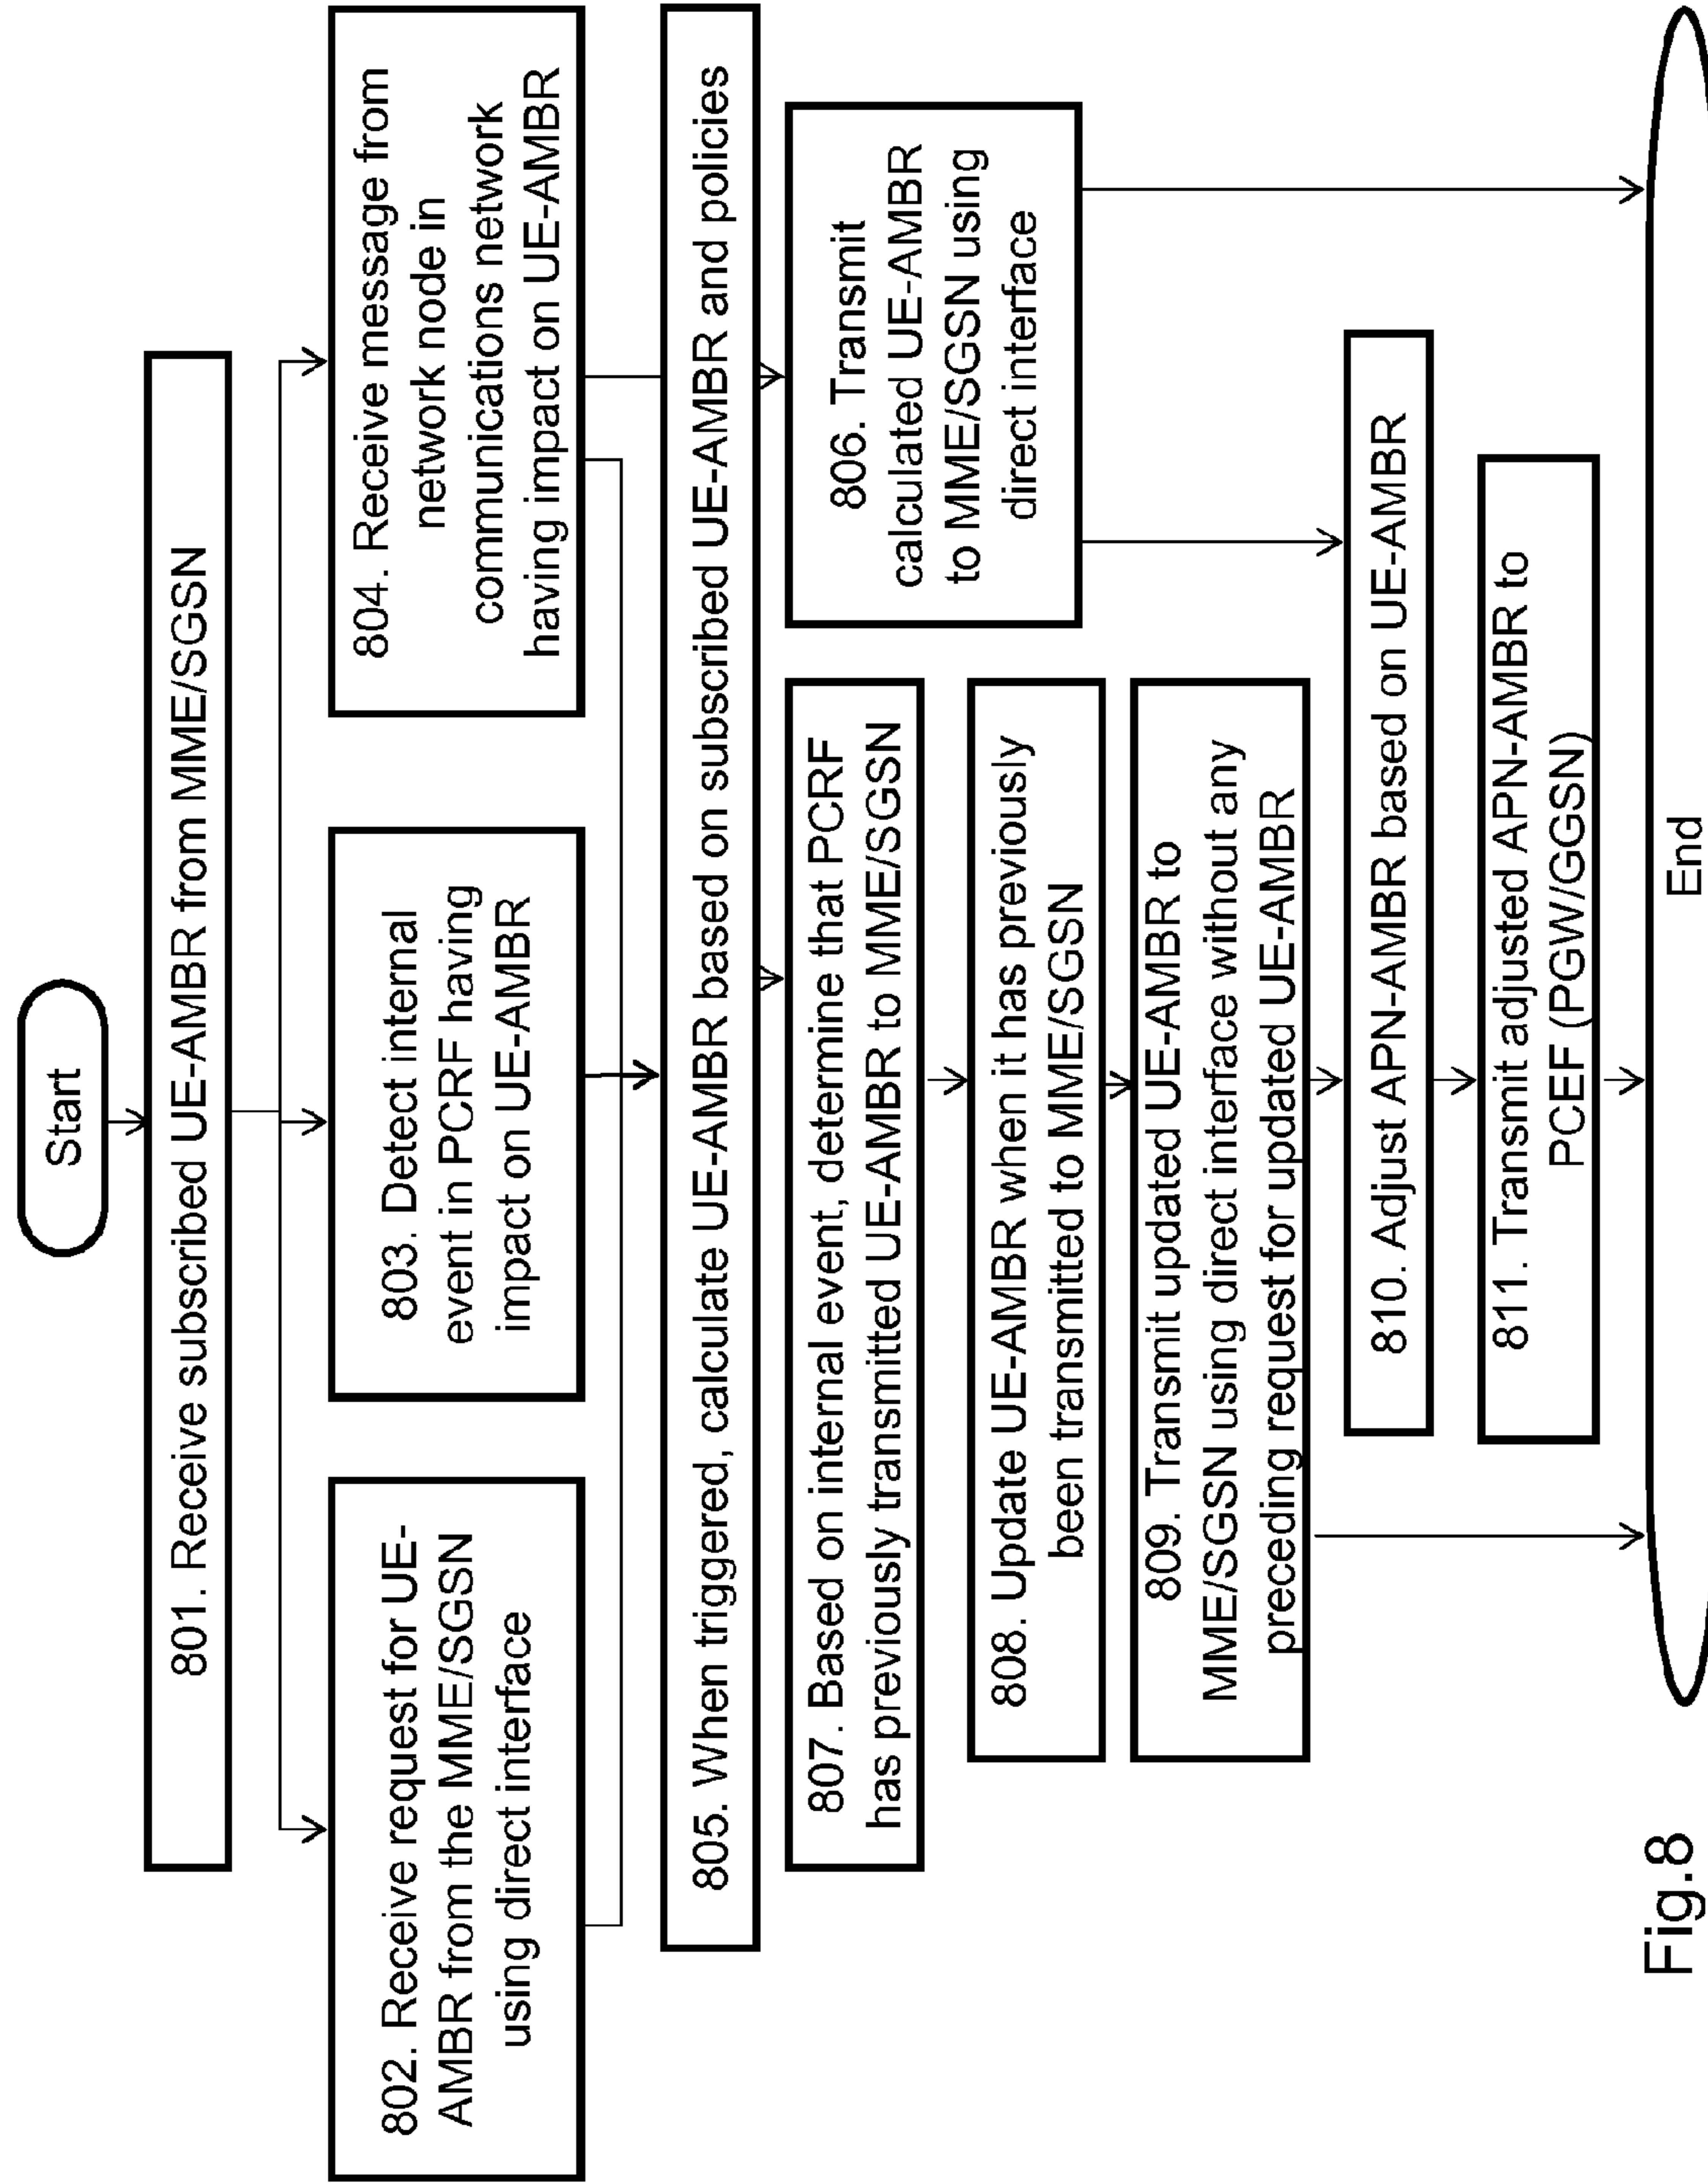 Start
801. Receive subscribed UE-AMBR from MME/SGSN
802. Receive request for UE-
AMBR from the MME/SGSN
using direct interface
803. Detect internal
event in PCRF having
impact on UE-AMBR
804. Receive message from
network node in
communications network
having impact on UE-AMBR
805. When triggered, calculate UE-AMBR based on subscribed UE-AMBR and policies
806. Transmit
calculated UE-AMBR
to MME/SGSN using
direct interface
807. Based on internal event, determine that PCRF
has previously transmitted UE-AMBR to MME/SGSN
808. Update UE-AMBR when it has previously
been transmitted to MME/SGSN
809. Transmit updated UE-AMBR to
MME/SGSN using direct interface without any
preceding request for updated UE-AMBR
810. Adjust APN-AMBR based on UE-AMBR
811. Transmit adjusted APN-AMBR to
PCEF (PGW/GGSN)
End
Fig.8